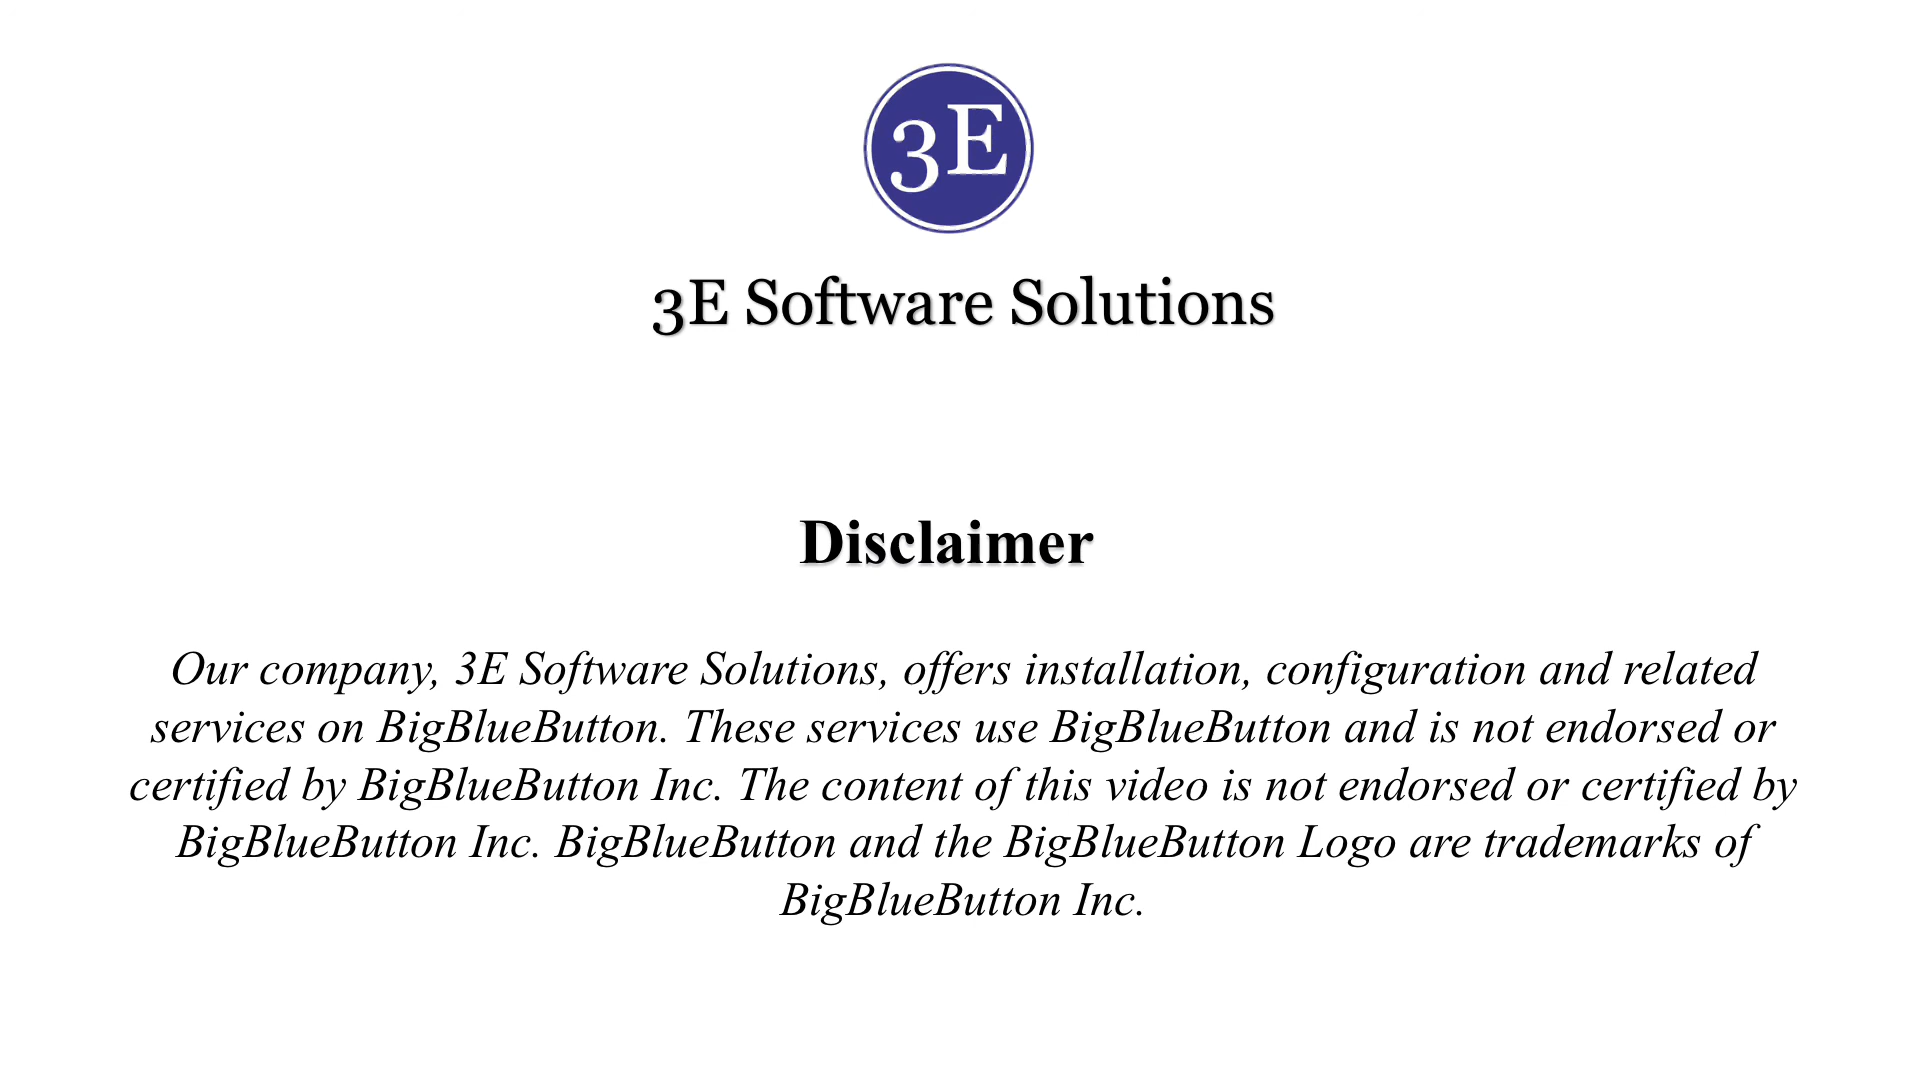 3E
3E Software Solutions
Disclaimer
Our company, 3E Software Solutions, offers installation, configuration and related
services on BigBlueButton. These services use BigBlueButton and is not endorsed or
certified by BigBlueButton Inc. The content of this video is not endorsed or certified by
BigBlueButton Inc. BigBlueButton and the BigBlueButton Logo are trademarks of
BigBlueButton Inc.